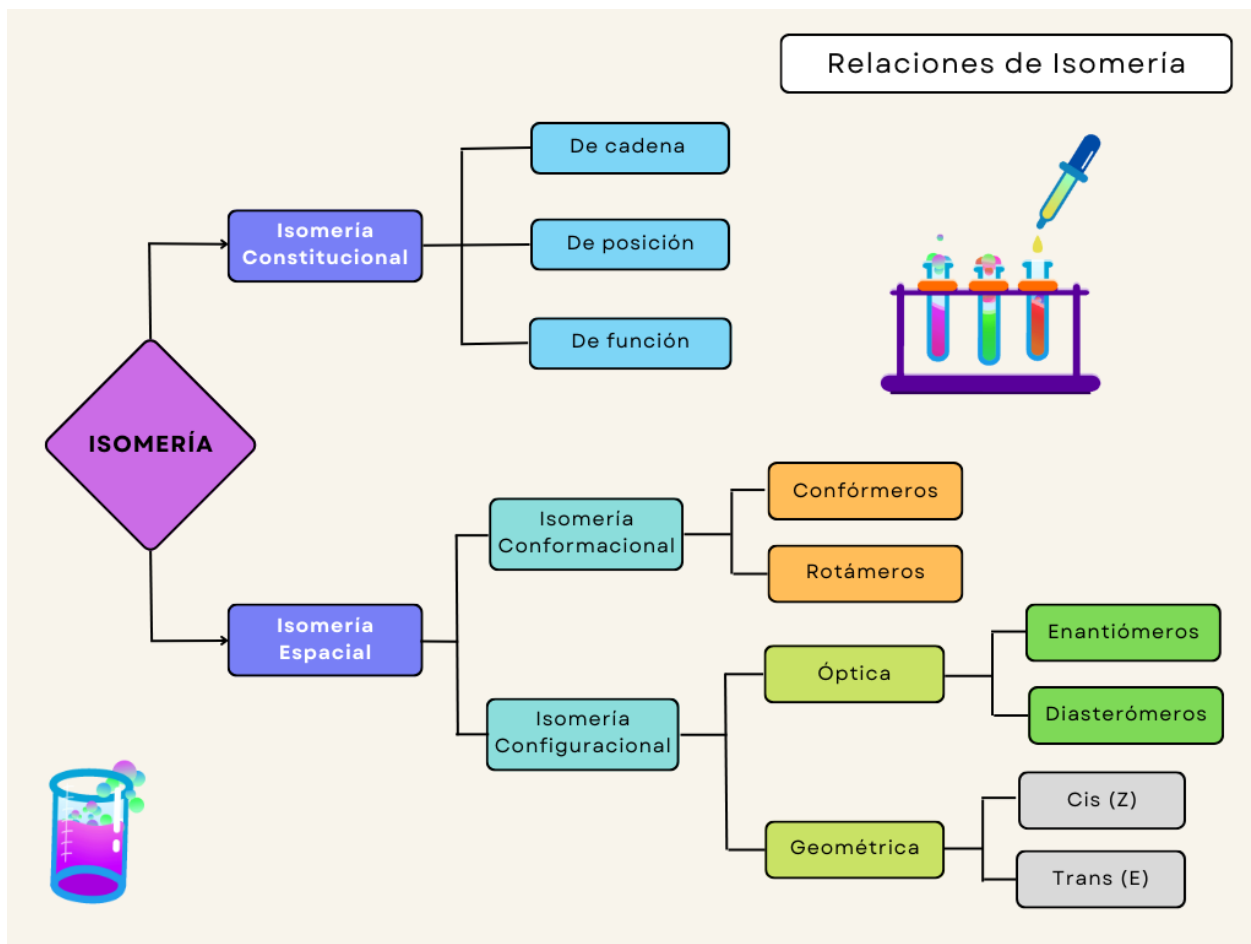 Relaciones de Isomería
De cadena
Isomería
Constitucional
De posición
De función
ISOMERÍA
Isomería
Conformacional
Confórmeros
Rotámeros
Isomería
Espacial
Isomería
Configuracional
Óptica
Enantiómeros
Diasterómeros
Geométrica
Cis (Z)
Trans (E)